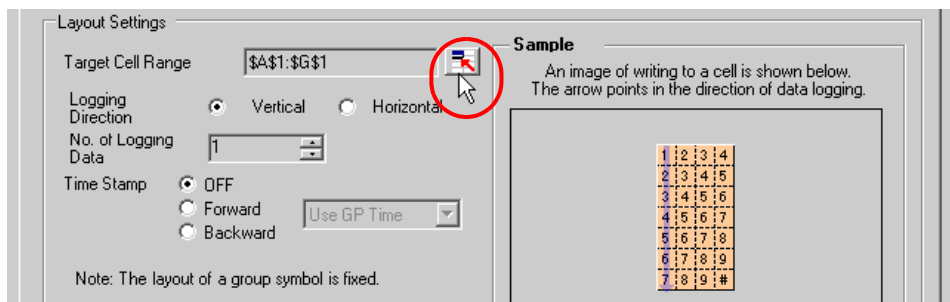 Layout Settings
Target Cell Range $A$1:$G$1
Logging
Direction Vertical Horizontal
No. of Logging
Data 1
Time Stamp OFF
Forward Use GP Time
Backward
Note: The layout of a group symbol is fixed.
Sample
An image of writing to a cell is shown below.
The arrow points in the direction of data logging.
1 2 3 4
2 3 4 5
3 4 5 6
4 5 6 7
5 6 7 8
6 7 8 9
7 8 9 #